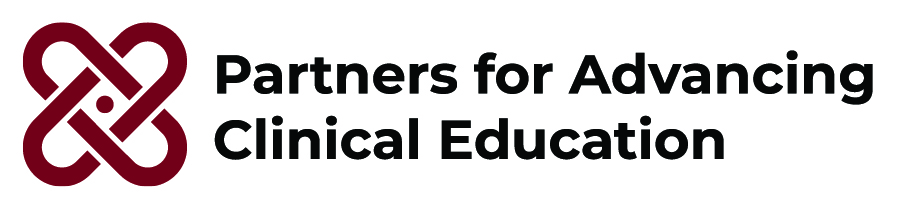 Partners for Advancing
Clinical Education